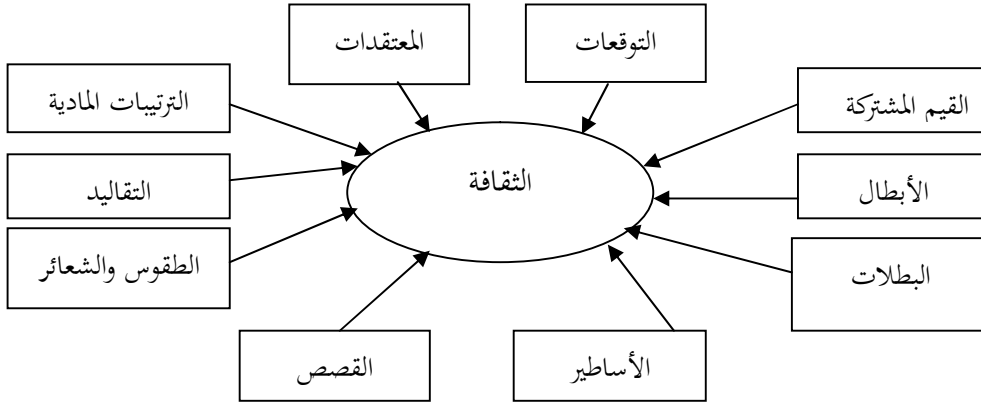 التوقعات
المعتقدات
القيم المشتركة
الترتيبات المادية
الثقافة
الأبطال
التقاليد
البطلات
الطقوس والشعائر
الأساطير
القصص